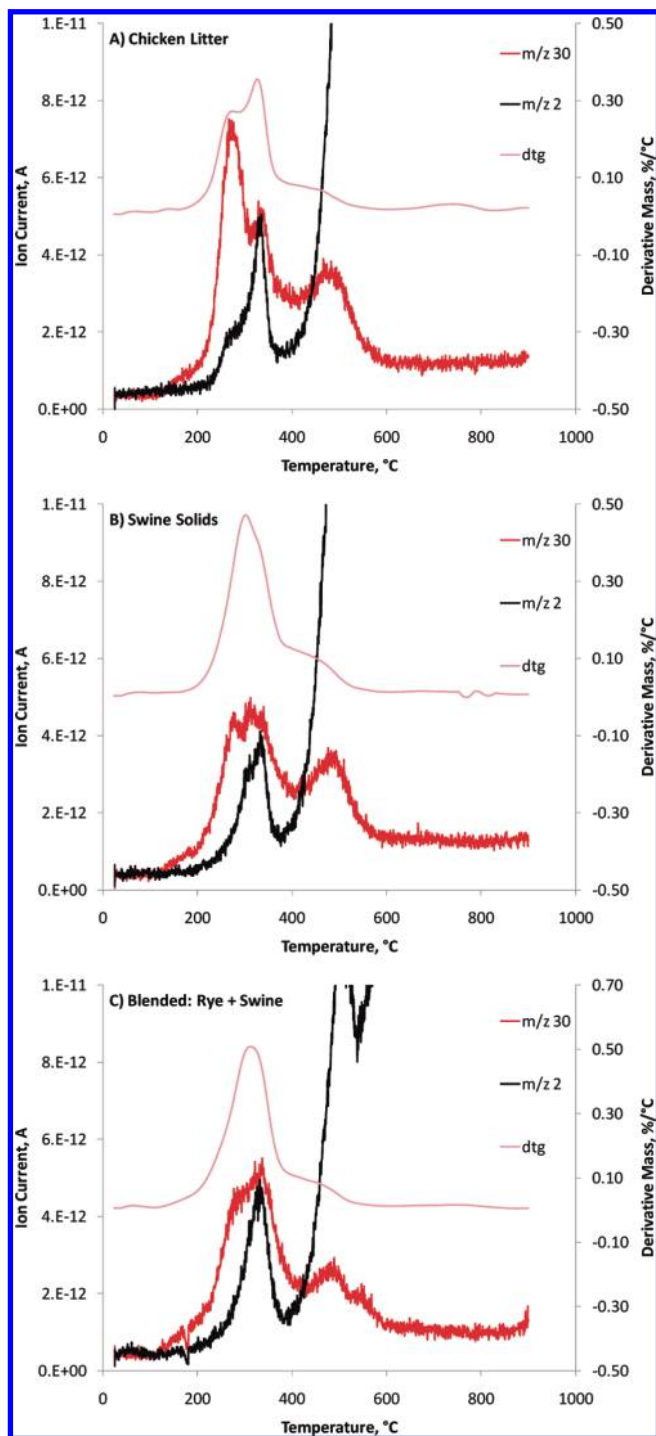 A) Chicken Litter
1.E-11
8.E-12
6.E-12
4.E-12
2.E-12
0.E+00
Ion Current, A
0.50
0.30
0.10
-0.10
-0.30
-0.50
Derivative Mass, %/°C
m/z 30
m/z 2
dtg
0 200 400 600 800 1000
Temperature, °C
B) Swine Solids
1.E-11
8.E-12
6.E-12
4.E-12
2.E-12
0.E+00
Ion Current, A
0.50
0.30
0.10
-0.10
-0.30
-0.50
Derivative Mass, %/°C
m/z 30
m/z 2
dtg
0 200 400 600 800 1000
Temperature, °C
C) Blended: Rye + Swine
1.E-11
8.E-12
6.E-12
4.E-12
2.E-12
0.E+00
Ion Current, A
0.70
0.50
0.30
0.10
-0.10
-0.30
-0.50
Derivative Mass, %/°C
m/z 30
m/z 2
dtg
0 200 400 600 800 1000
Temperature, °C